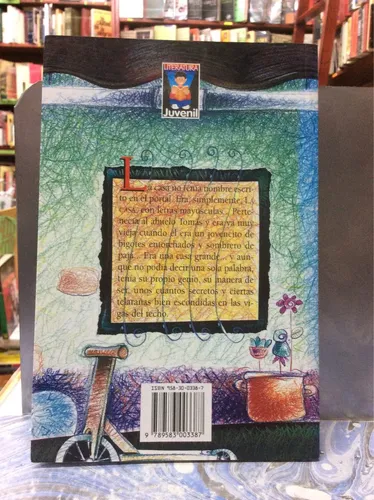 LITERATURA
Juvenil
La casa no tenía nombre escri-
to en el portal. Era, simplemente, La
casa, con letras mayúsculas... Perte-
necía al abuelo Tomás y era ya muy
vieja cuando él era un jovencito de
bigotes entorchados y sombrero de
paja... Era una casa grande... y aun-
que no podía decir una sola palabra,
tenía su propio genio, su manera de
ser, unos cuantos secretos y ciertas
telarañas bien escondidas en las vi-
gas del techo.
ISBN 958-30-0338-7
9 789583 003387